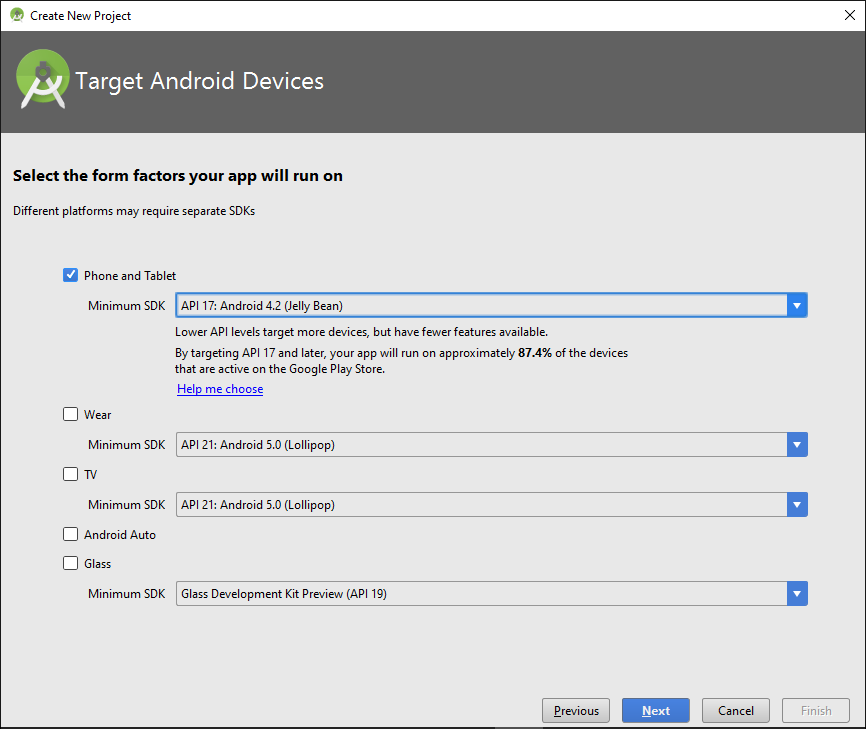 Create New Project
Target Android Devices
Select the form factors your app will run on
Different platforms may require separate SDKs
Phone and Tablet
Minimum SDK API 17: Android 4.2 (Jelly Bean)
Lower API levels target more devices, but have fewer features available.
By targeting API 17 and later, your app will run on approximately 87.4% of the devices
that are active on the Google Play Store.
Help me choose
Wear
Minimum SDK API 21: Android 5.0 (Lollipop)
TV
Minimum SDK API 21: Android 5.0 (Lollipop)
Android Auto
Glass
Minimum SDK Glass Development Kit Preview (API 19)
Previous Next Cancel Finish